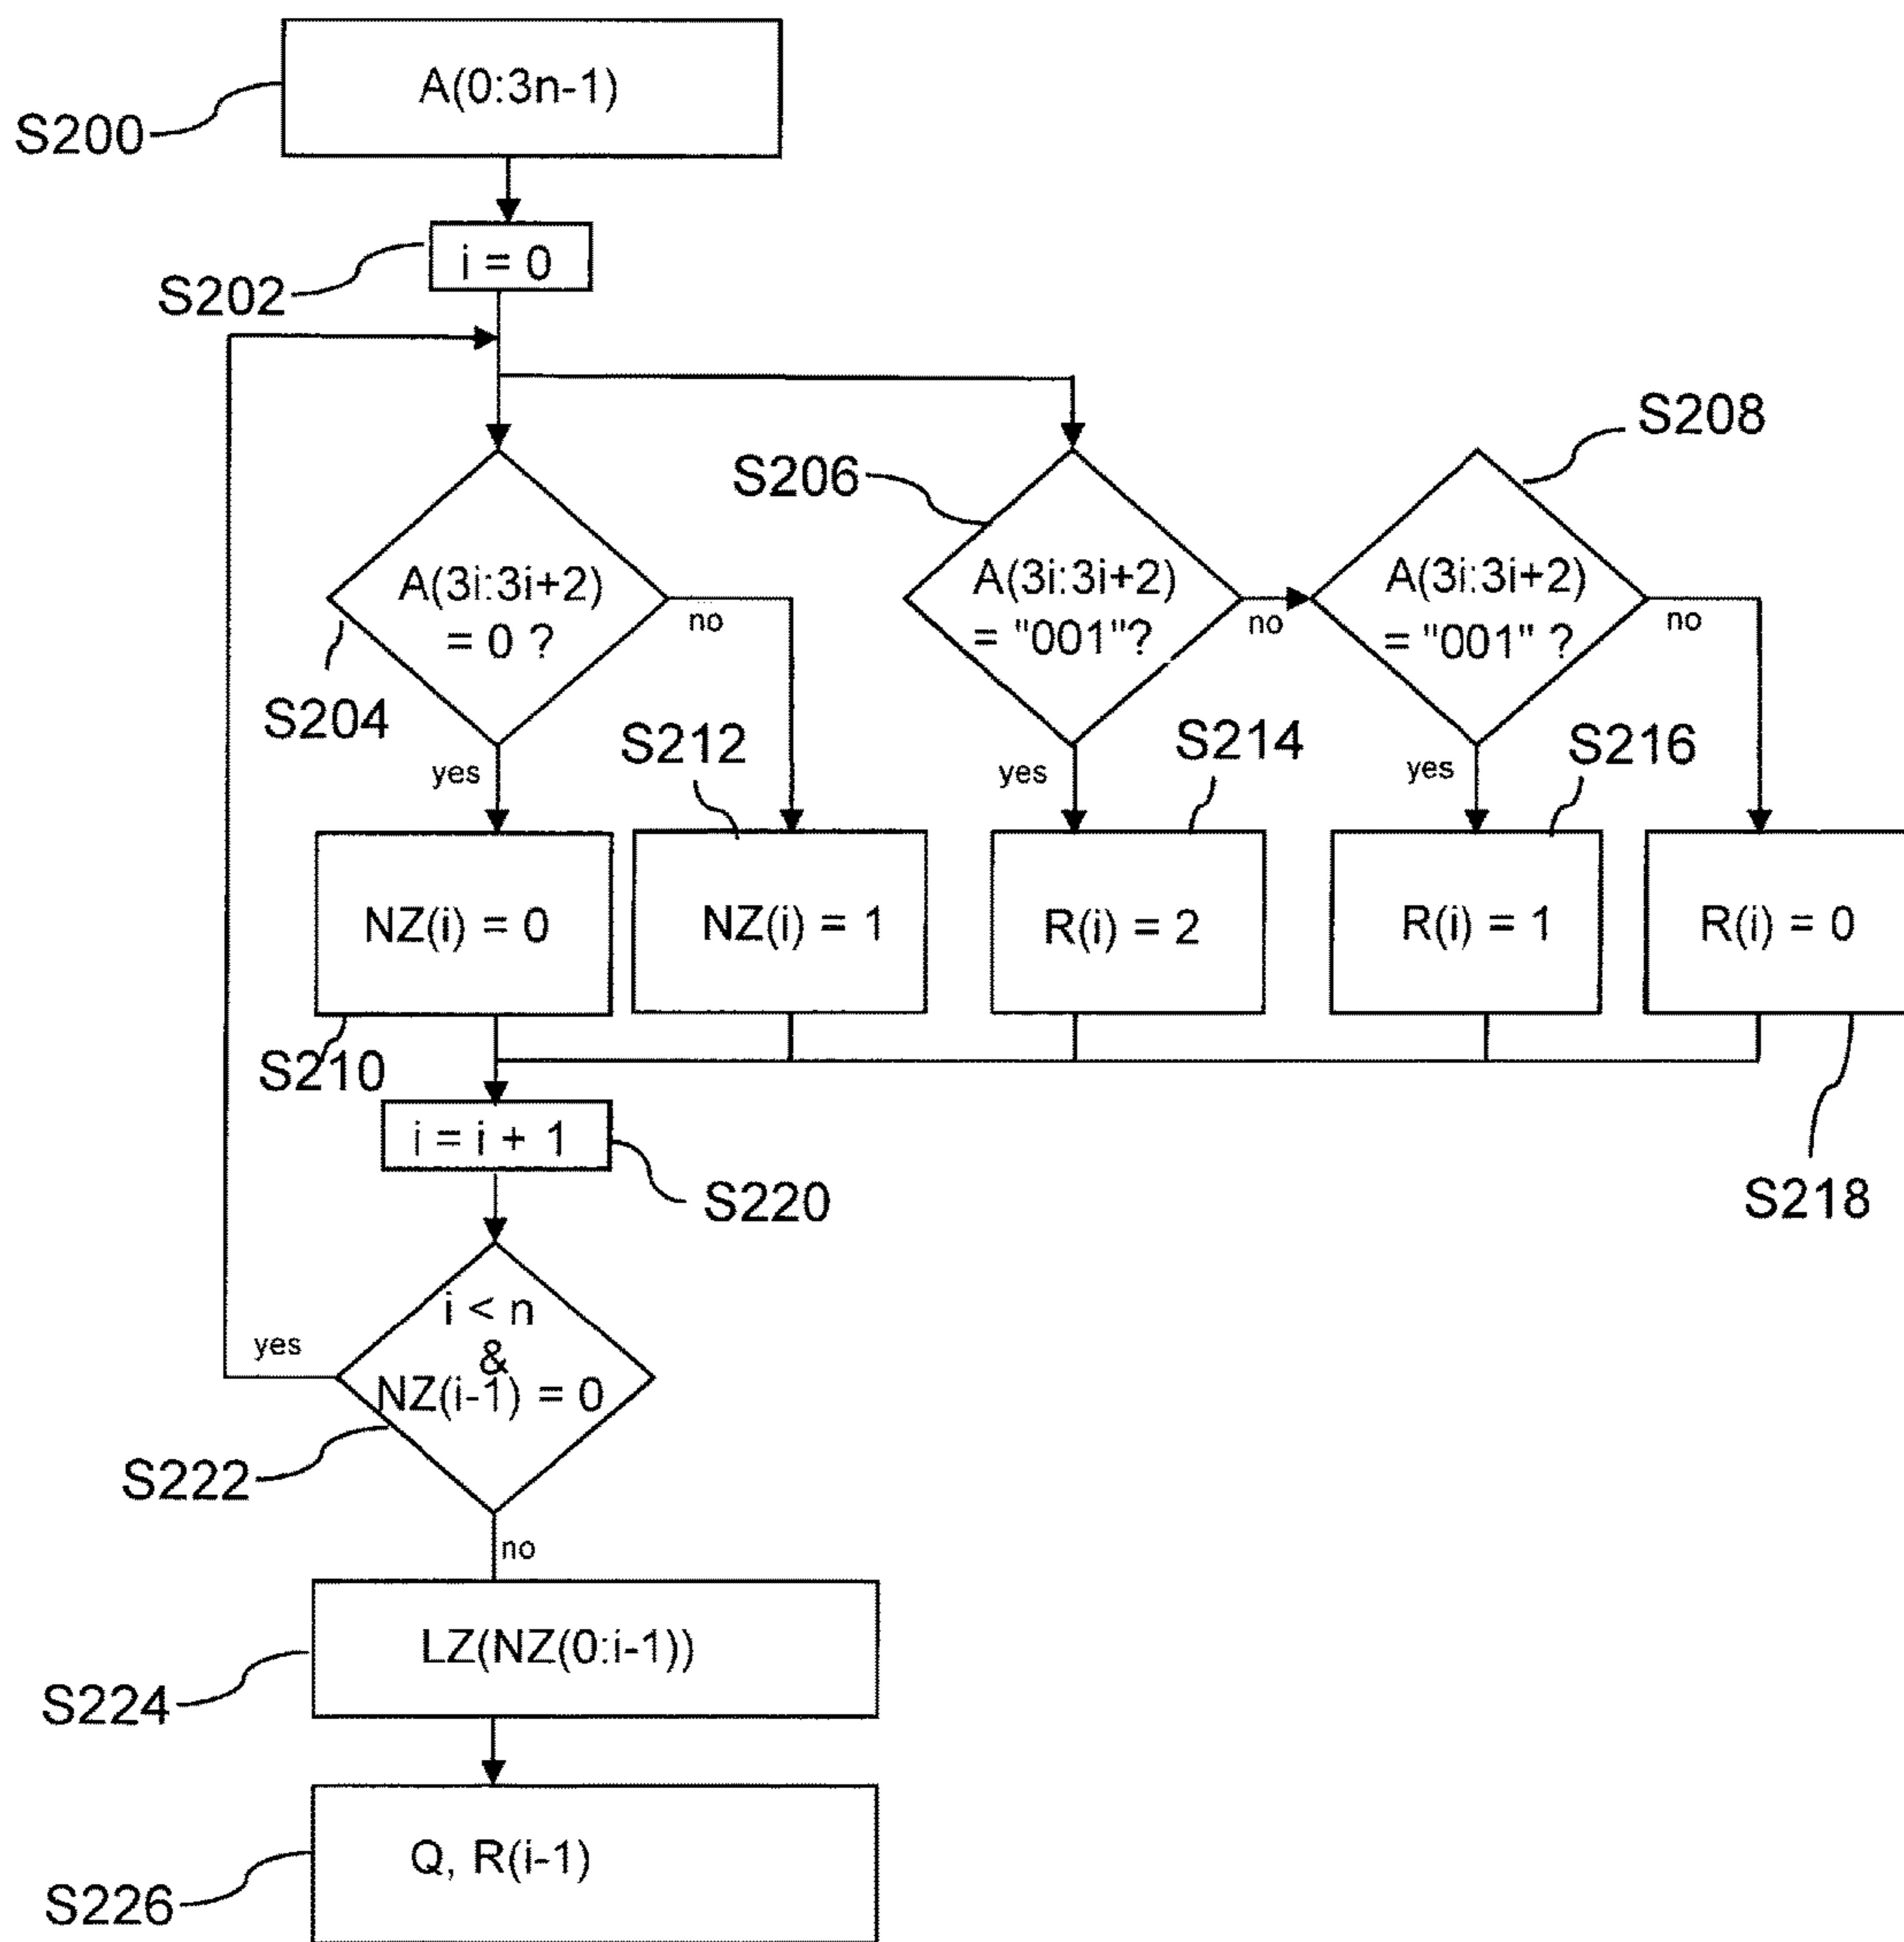 A(0:3n-1)
S200
i = 0
S202
S208
S206
A(3i:3i+2)
= 0 ?
no
A(3i:3i+2)
= "001"?
no
A(3i:3i+2)
= "001" ?
no
S204
S212
S214
S216
yes
yes
yes
NZ(i) = 0
NZ(i) = 1
R(i) = 2
R(i) = 1
R(i) = 0
S210
i = i + 1
S220
S218
i < n
&
NZ(i-1) = 0
yes
S222
no
LZ(NZ(0:i-1))
S224
Q, R(i-1)
S226